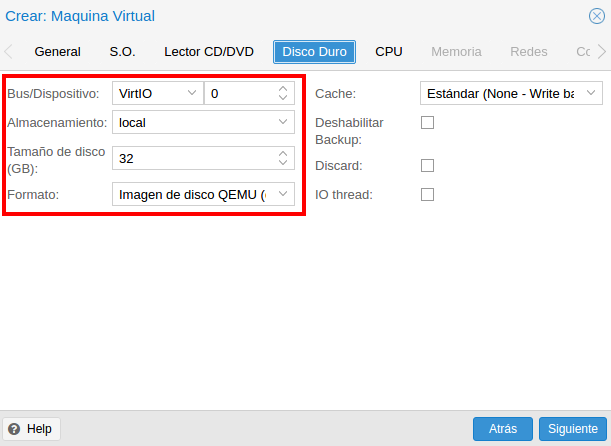 Crear: Maquina Virtual
General S.O. Lector CD/DVD Disco Duro CPU Memoria Redes Co
Bus/Dispositivo: VirtIO 0 Cache: Estándar (None - Write ba
Almacenamiento: local Deshabilitar
Backup:
Tamaño de disco
(GB): 32 Discard:
Formato: Imagen de disco QEMU ( IO thread:
Help Atrás Siguiente